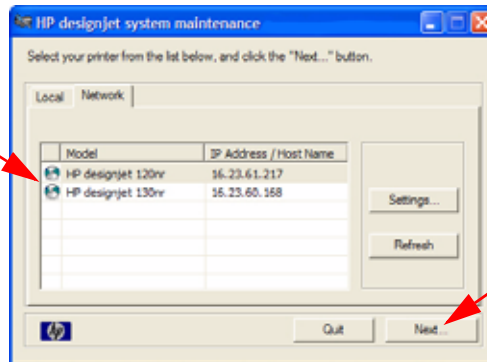 HP designjet system maintenance
Select your printer from the list below, and click the "Next..." button.
Local Network
Model IP Address / Host Name
HP designjet 120nr 16.23.61.217
HP designjet 130nr 16.23.60.168
Settings...
Refresh
hp
Quit Next...